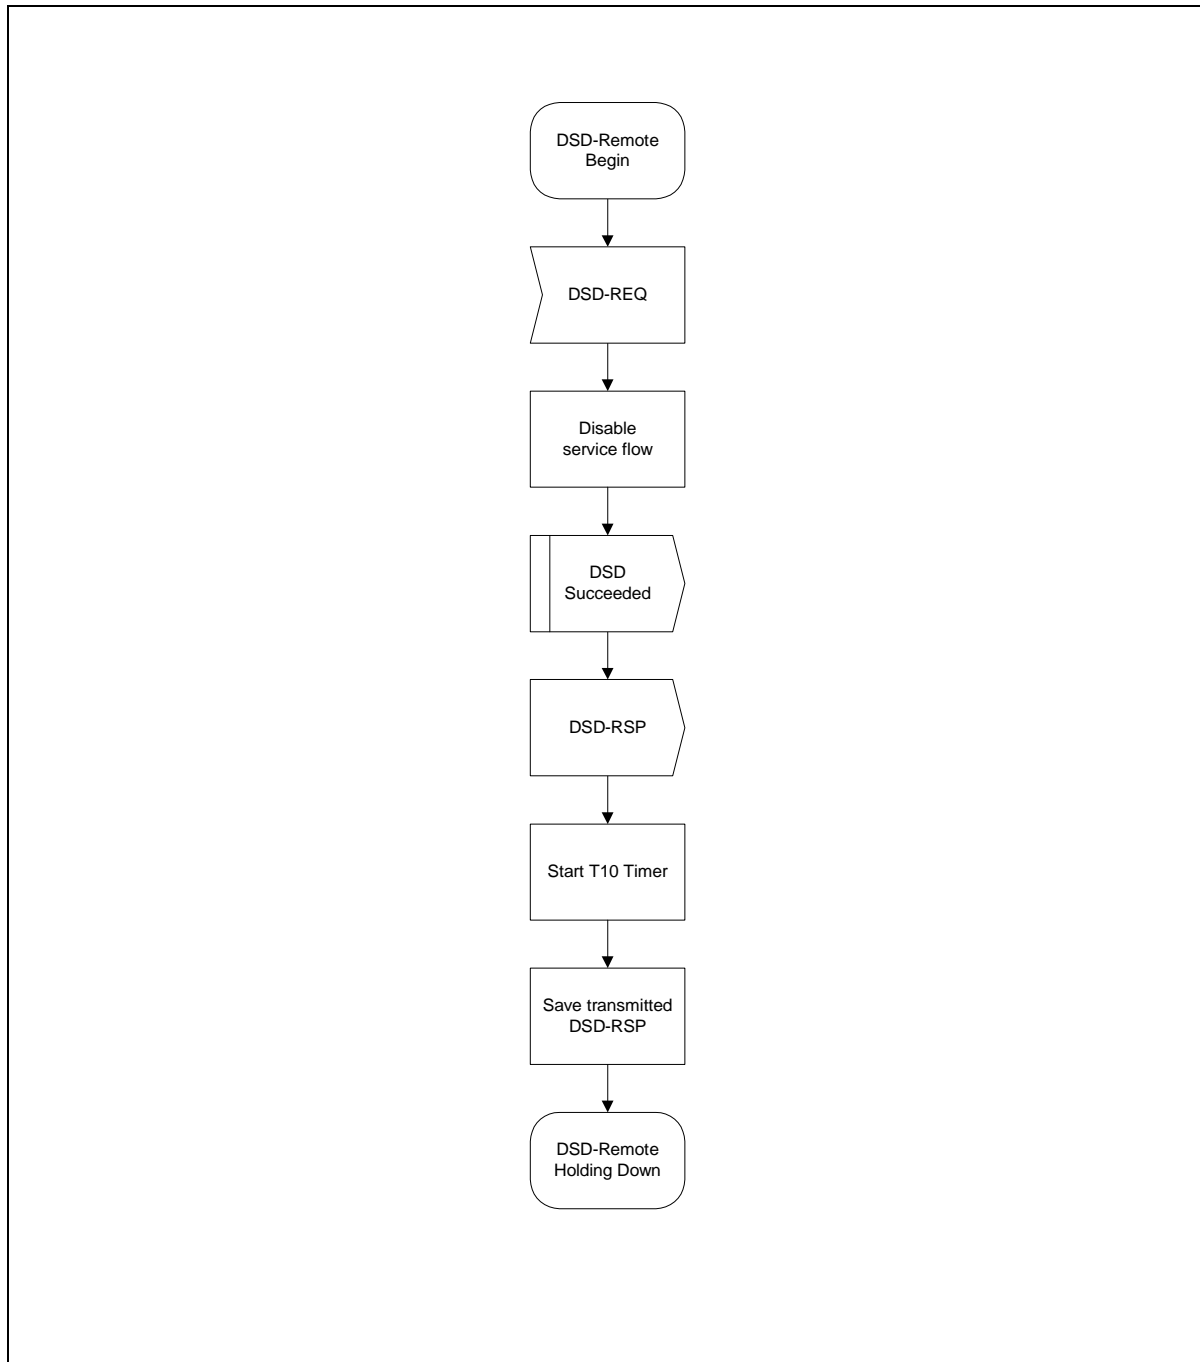 DSD-Remote
Begin
DSD-REQ
Disable
service flow
DSD
Succeeded
DSD-RSP
Start T10 Timer
Save transmitted
DSD-RSP
DSD-Remote
Holding Down